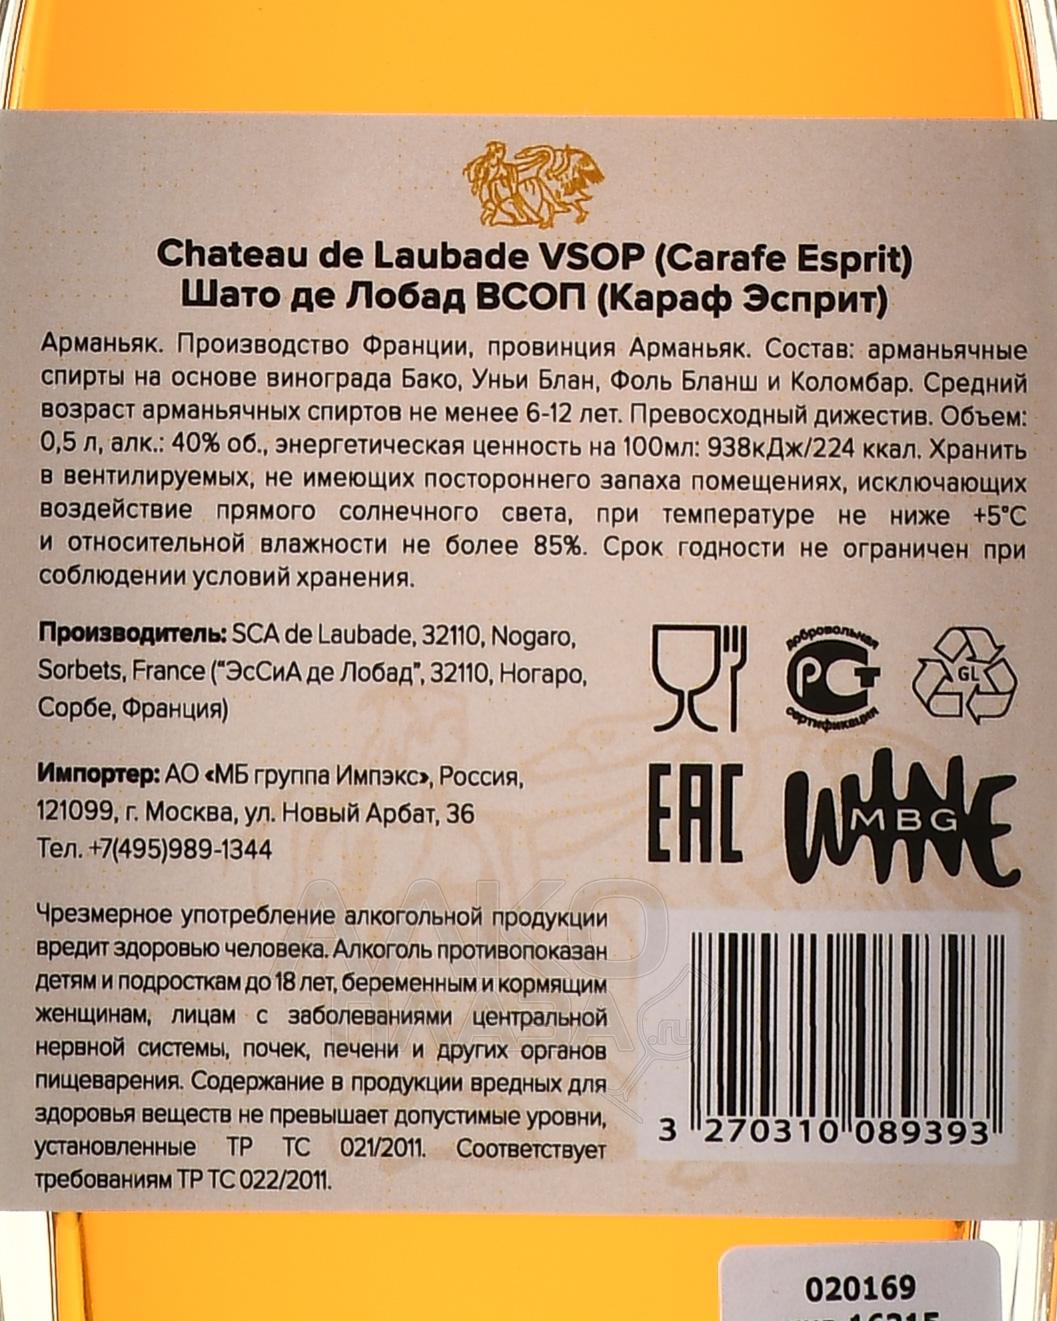 Chateau de Laubade VSOP (Carafe Esprit)
Шато де Лобад ВСОП (Караф Эсприт)
Арманьяк. Производство Франции, провинция Арманьяк. Состав: арманьячные
спирты на основе винограда Бако, Уньи Блан, Фоль Бланш и Коломбар. Средний
возраст арманьячных спиртов не менее 6-12 лет. Превосходный дижестив. Объем:
0,5 л, алк.: 40% об., энергетическая ценность на 100мл: 938кДж/224 ккал. Хранить
в вентилируемых, не имеющих постороннего запаха помещениях, исключающих
воздействие прямого солнечного света, при температуре не ниже +5°С
и относительной влажности не более 85%. Срок годности не ограничен при
соблюдении условий хранения.
Производитель: SCA de Laubade, 32110, Nogaro,
Sorbets, France ("ЭсСиА де Лобад", 32110, Ногаро,
Сорбе, Франция)
добровольная
РСТ
сертификация
GL
Импортер: АО «МБ группа Импэкс», Россия,
121099, г. Москва, ул. Новый Арбат, 36
Тел. +7(495)989-1344
EAC
WINE
MBG
Чрезмерное употребление алкогольной продукции
вредит здоровью человека. Алкоголь противопоказан
детям и подросткам до 18 лет, беременным и кормящим
женщинам, лицам с заболеваниями центральной
нервной системы, почек, печени и других органов
пищеварения. Содержание в продукции вредных для
здоровья веществ не превышает допустимые уровни,
установленные ТР ТС 021/2011. Соответствует
требованиям ТР ТС 022/2011.
АЛКО
НАВА.ru
3 270310 089393
020169